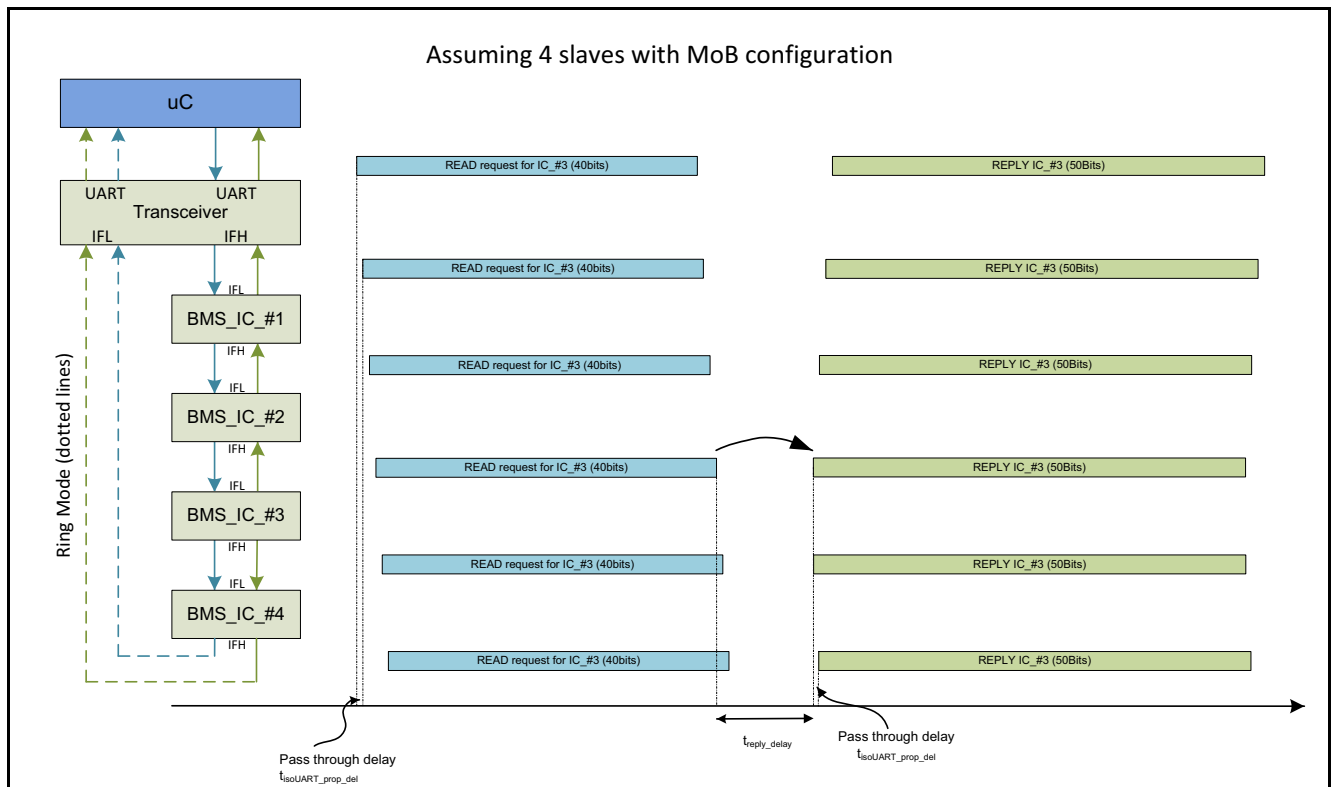 Assuming 4 slaves with MoB configuration
uC
UART
UART
Transceiver
IFL
IFH
IFL
BMS_IC_#1
IFH
IFL
BMS_IC_#2
IFH
IFL
BMS_IC_#3
IFH
IFL
BMS_IC_#4
IFH
Ring Mode (dotted lines)
READ request for IC_#3 (40bits)
REPLY IC_#3 (50Bits)
READ request for IC_#3 (40bits)
REPLY IC_#3 (50Bits)
READ request for IC_#3 (40bits)
REPLY IC_#3 (50Bits)
READ request for IC_#3 (40bits)
REPLY IC_#3 (50Bits)
READ request for IC_#3 (40bits)
REPLY IC_#3 (50Bits)
READ request for IC_#3 (40bits)
REPLY IC_#3 (50Bits)
Pass through delay
tisoUART_prop_del
treply_delay
Pass through delay
tisoUART_prop_del